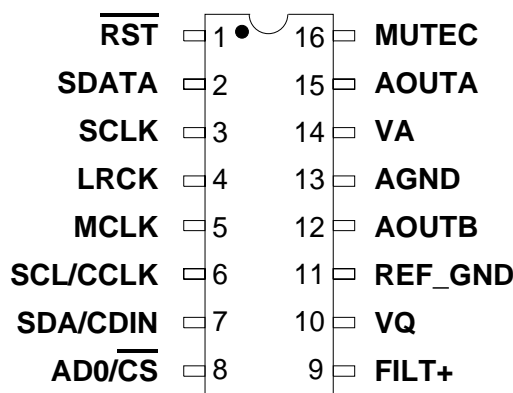 RST 1 16 MUTEC
SDATA 2 15 AOUTA
SCLK 3 14 VA
LRCK 4 13 AGND
MCLK 5 12 AOUTB
SCL/CCLK 6 11 REF_GND
SDA/CDIN 7 10 VQ
AD0/CS 8 9 FILT+